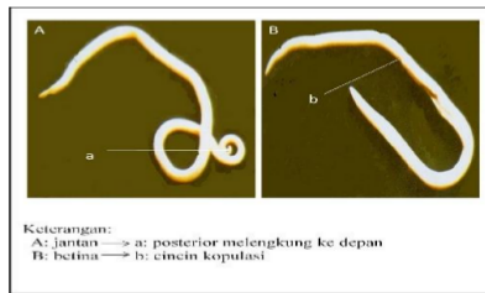 A
B
a
b
Keterangan:
A: jantan → a: posterior melengkung ke depan
B: betina → b: cincin kopulasi